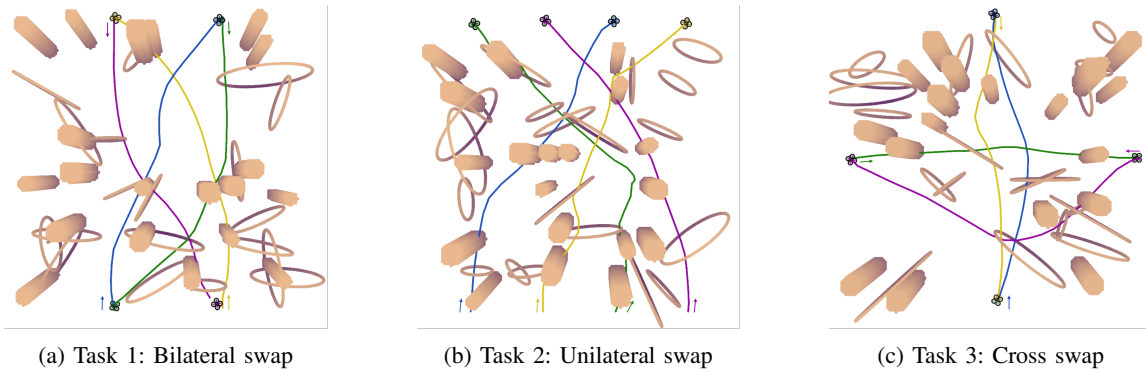 (a) Task 1: Bilateral swap
(b) Task 2: Unilateral swap
(c) Task 3: Cross swap